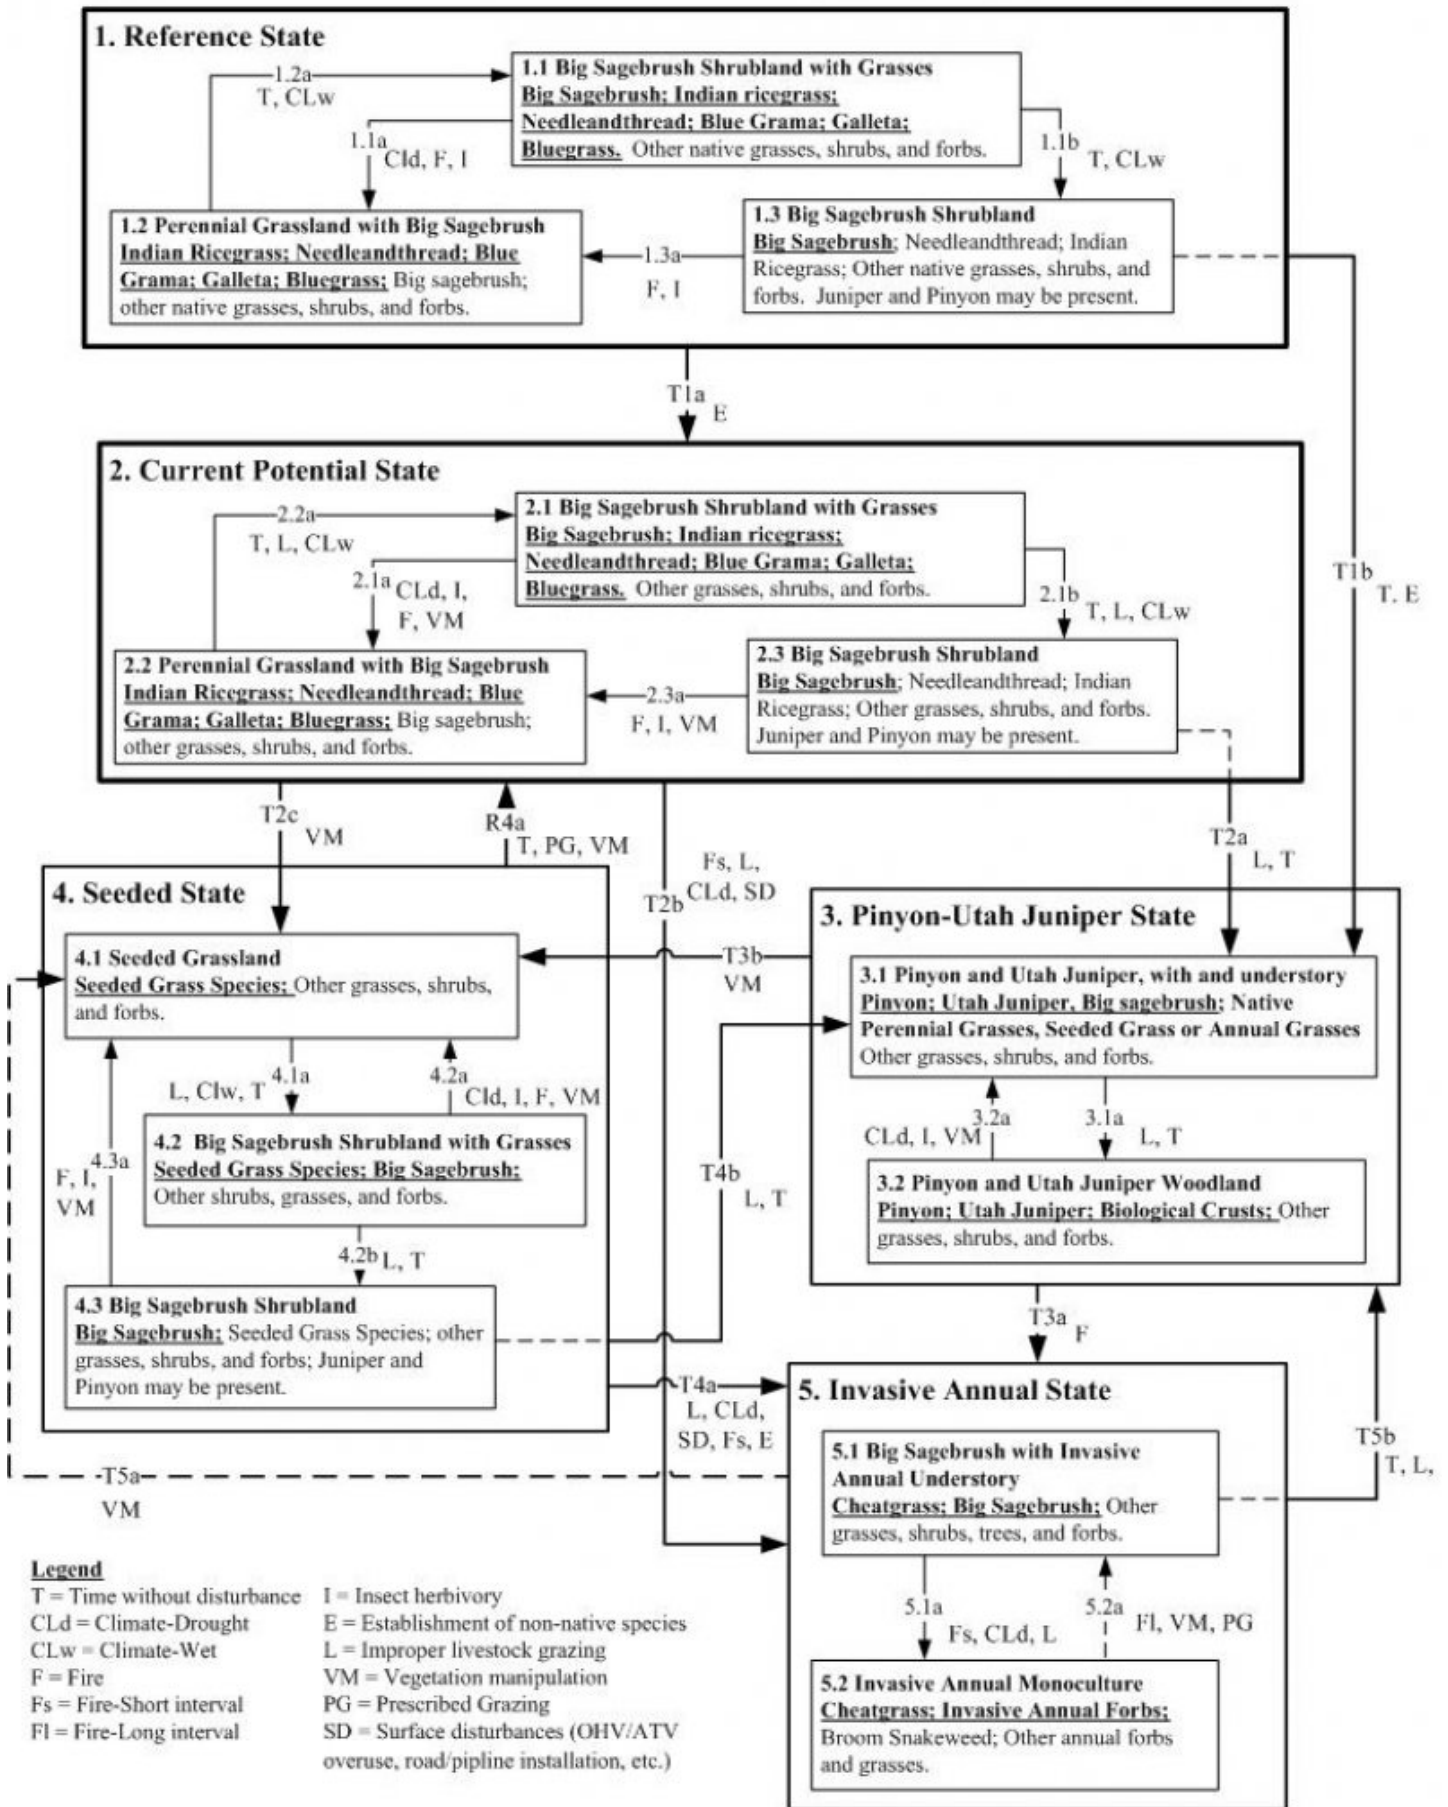 1. Reference State
1.1 Big Sagebrush Shrubland with Grasses
Big Sagebrush; Indian ricegrass;
Needleandthread; Blue Grama; Galleta;
Bluegrass. Other native grasses, shrubs, and forbs.
1.2a
T, CLw
1.1a
Cld, F, I
1.1b
T, CLw
1.2 Perennial Grassland with Big Sagebrush
Indian Ricegrass; Needleandthread; Blue
Grama; Galleta; Bluegrass; Big sagebrush;
other native grasses, shrubs, and forbs.
1.3a
F, I
1.3 Big Sagebrush Shrubland
Big Sagebrush; Needleandthread; Indian
Ricegrass; Other native grasses, shrubs, and
forbs. Juniper and Pinyon may be present.
T1a
E
T1b
T. E
2. Current Potential State
2.1 Big Sagebrush Shrubland with Grasses
Big Sagebrush; Indian ricegrass;
Needleandthread; Blue Grama; Galleta;
Bluegrass. Other grasses, shrubs, and forbs.
2.2a
T, L, CLw
2.1a
CLd, I,
F, VM
2.1b
T, L, CLw
2.2 Perennial Grassland with Big Sagebrush
Indian Ricegrass; Needleandthread; Blue
Grama; Galleta; Bluegrass; Big sagebrush;
other grasses, shrubs, and forbs.
2.3a
F, I, VM
2.3 Big Sagebrush Shrubland
Big Sagebrush; Needleandthread; Indian
Ricegrass; Other grasses, shrubs, and forbs.
Juniper and Pinyon may be present.
T2c
VM
R4a
T, PG, VM
T2b
Fs, L,
CLd, SD
T2a
L, T
4. Seeded State
4.1 Seeded Grassland
Seeded Grass Species; Other grasses, shrubs,
and forbs.
4.1a
L, Clw, T
4.2a
Cld, I, F, VM
4.2 Big Sagebrush Shrubland with Grasses
Seeded Grass Species; Big Sagebrush;
Other shrubs, grasses, and forbs.
4.3a
F, I,
VM
4.2b
L, T
4.3 Big Sagebrush Shrubland
Big Sagebrush; Seeded Grass Species; other
grasses, shrubs, and forbs; Juniper and
Pinyon may be present.
T3b
VM
T4b
L, T
3. Pinyon-Utah Juniper State
3.1 Pinyon and Utah Juniper, with and understory
Pinyon; Utah Juniper, Big sagebrush; Native
Perennial Grasses, Seeded Grass or Annual Grasses
Other grasses, shrubs, and forbs.
3.2a
CLd, I, VM
3.1a
L, T
3.2 Pinyon and Utah Juniper Woodland
Pinyon; Utah Juniper; Biological Crusts; Other
grasses, shrubs, and forbs.
T3a
F
T4a
L, CLd,
SD, Fs, E
T5a
VM
T5b
T, L,
5. Invasive Annual State
5.1 Big Sagebrush with Invasive
Annual Understory
Cheatgrass; Big Sagebrush; Other
grasses, shrubs, trees, and forbs.
5.1a
Fs, CLd, L
5.2a
Fl, VM, PG
5.2 Invasive Annual Monoculture
Cheatgrass; Invasive Annual Forbs;
Broom Snakeweed; Other annual forbs
and grasses.
Legend
T = Time without disturbance
CLd = Climate-Drought
CLw = Climate-Wet
F = Fire
Fs = Fire-Short interval
Fl = Fire-Long interval
I = Insect herbivory
E = Establishment of non-native species
L = Improper livestock grazing
VM = Vegetation manipulation
PG = Prescribed Grazing
SD = Surface disturbances (OHV/ATV
overuse, road/pipline installation, etc.)